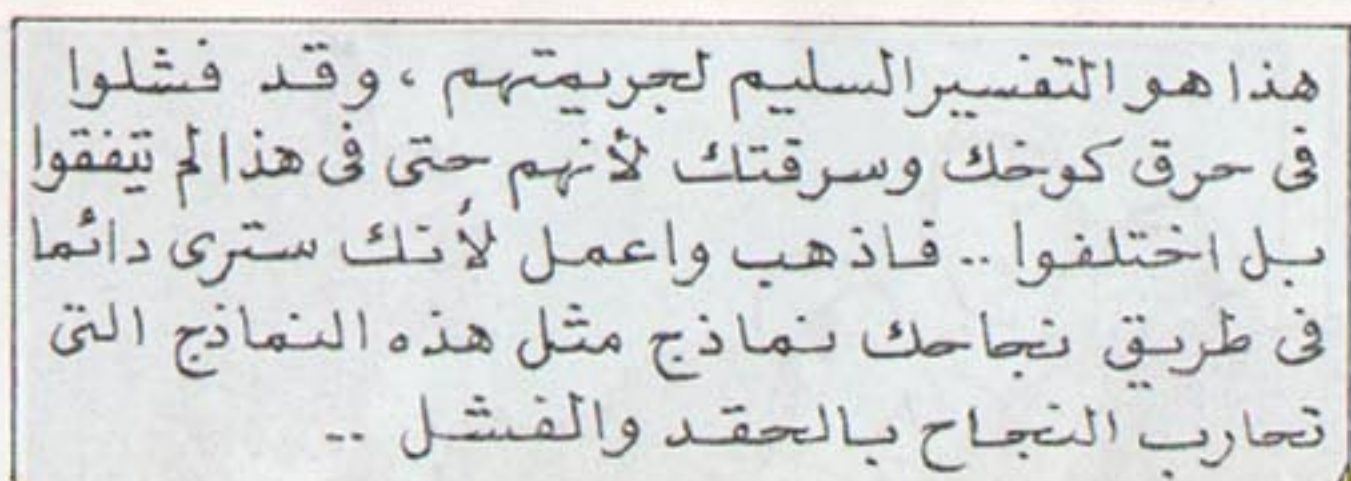 هذا هو التفسير السليم لجريمتهم ، وقد فشلوا
فى حرق كوخك وسرقتك لأنهم حتى فى هذا لم يتفقوا
بل اختلفوا .. فاذهب واعمل لأنك سترى دائما
فى طريق نجاحك نماذج مثل هذه النماذج التى
تحارب النجاح بالحقد والفشل ..